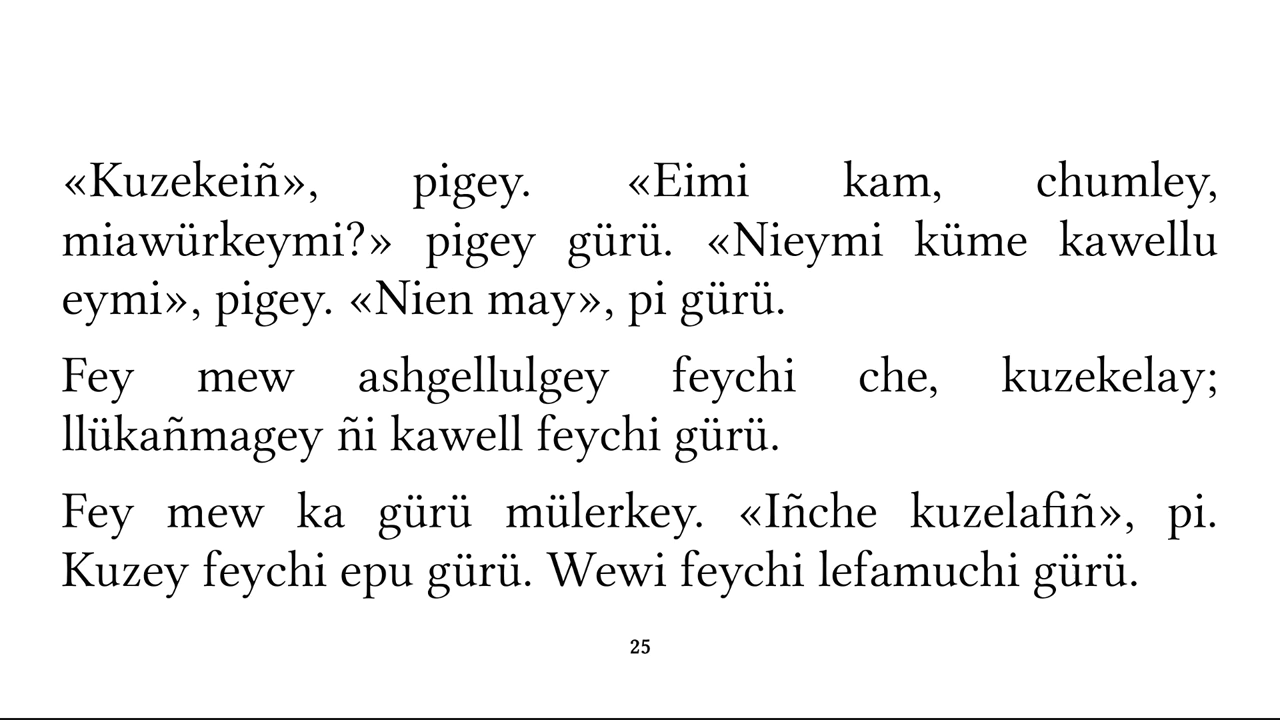 «Kuzekeiñ», pigey. «Eimi kam, chumley,
miawürkeymi?» pigey gürü. «Nieymi küme kawellu
eymi», pigey. «Nien may», pi gürü.
Fey mew ashgellulgey feychi che, kuzekelay;
llükañmagey ñi kawell feychi gürü.
Fey mew ka gürü mülerkey. «Iñche kuzelafiñ», pi.
Kuzey feychi epu gürü. Wewi feychi lefamuchi gürü.
25